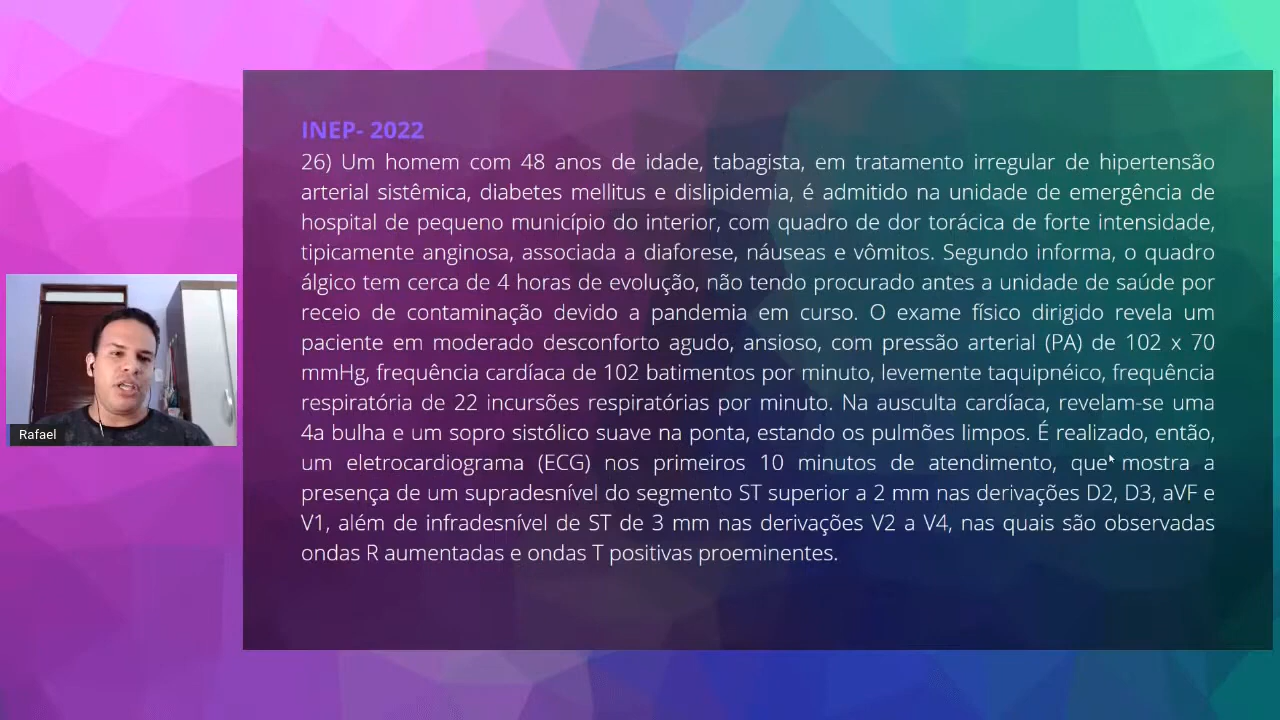 INEP- 2022
26) Um homem com 48 anos de idade, tabagista, em tratamento irregular de hipertensão
arterial sistêmica, diabetes mellitus e dislipidemia, é admitido na unidade de emergência de
hospital de pequeno município do interior, com quadro de dor torácica de forte intensidade,
tipicamente anginosa, associada a diaforese, náuseas e vômitos. Segundo informa, o quadro
álgico tem cerca de 4 horas de evolução, não tendo procurado antes a unidade de saúde por
receio de contaminação devido a pandemia em curso. O exame físico dirigido revela um
paciente em moderado desconforto agudo, ansioso, com pressão arterial (PA) de 102 x 70
mmHg, frequência cardíaca de 102 batimentos por minuto, levemente taquipnéico, frequência
respiratória de 22 incursões respiratórias por minuto. Na ausculta cardíaca, revelam-se uma
4a bulha e um sopro sistólico suave na ponta, estando os pulmões limpos. É realizado, então,
um eletrocardiograma (ECG) nos primeiros 10 minutos de atendimento, que mostra a
presença de um supradesnível do segmento ST superior a 2 mm nas derivações D2, D3, aVF e
V1, além de infradesnível de ST de 3 mm nas derivações V2 a V4, nas quais são observadas
ondas R aumentadas e ondas T positivas proeminentes.
Rafael